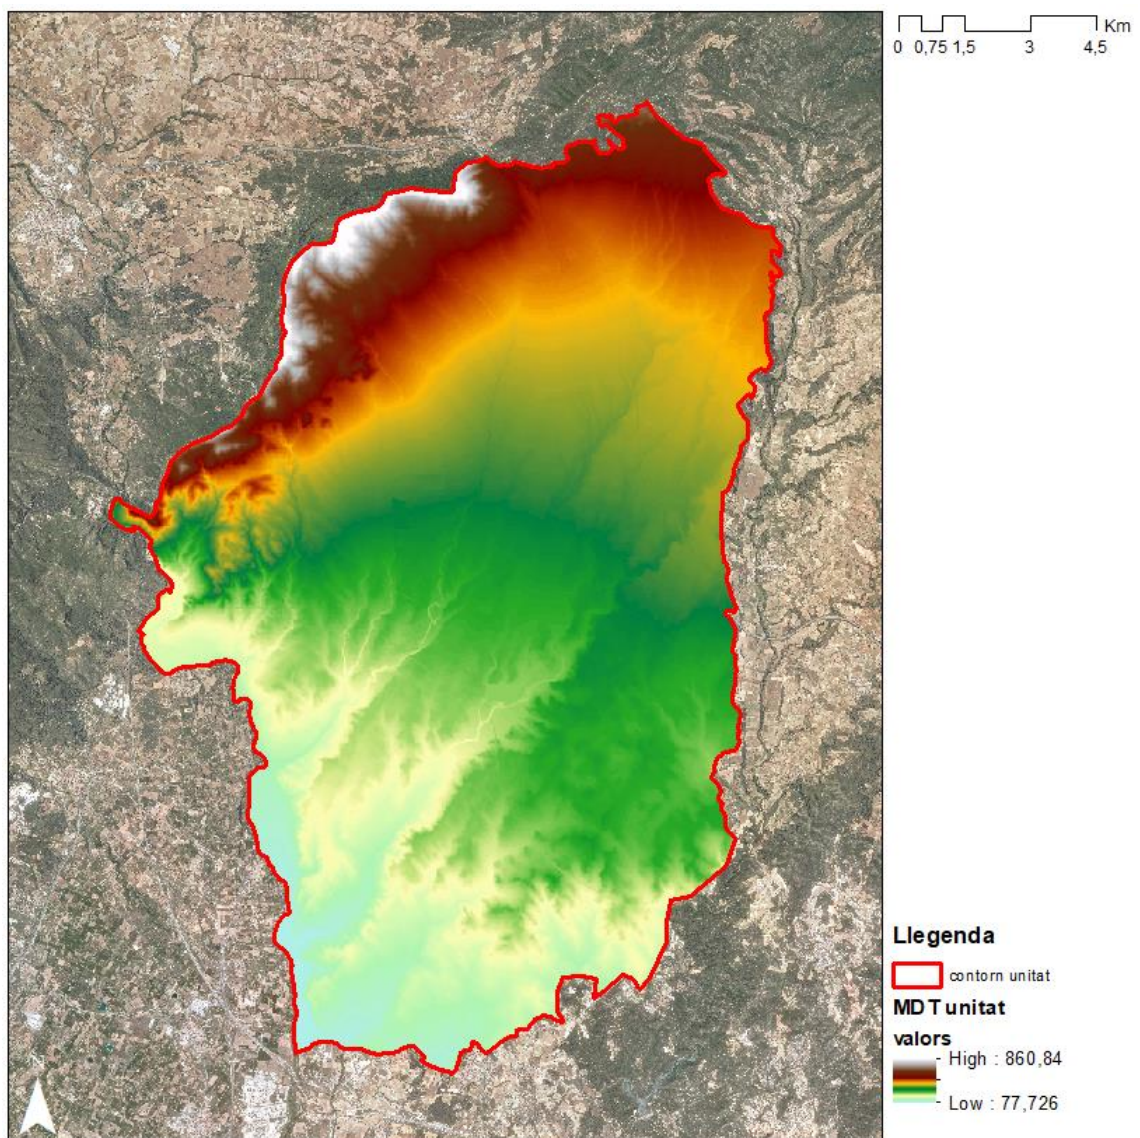 Km
0 0,75 1,5 3 4,5
Llegenda
contorn unitat
MDT unitat
valors
High : 860,84
Low : 77,726